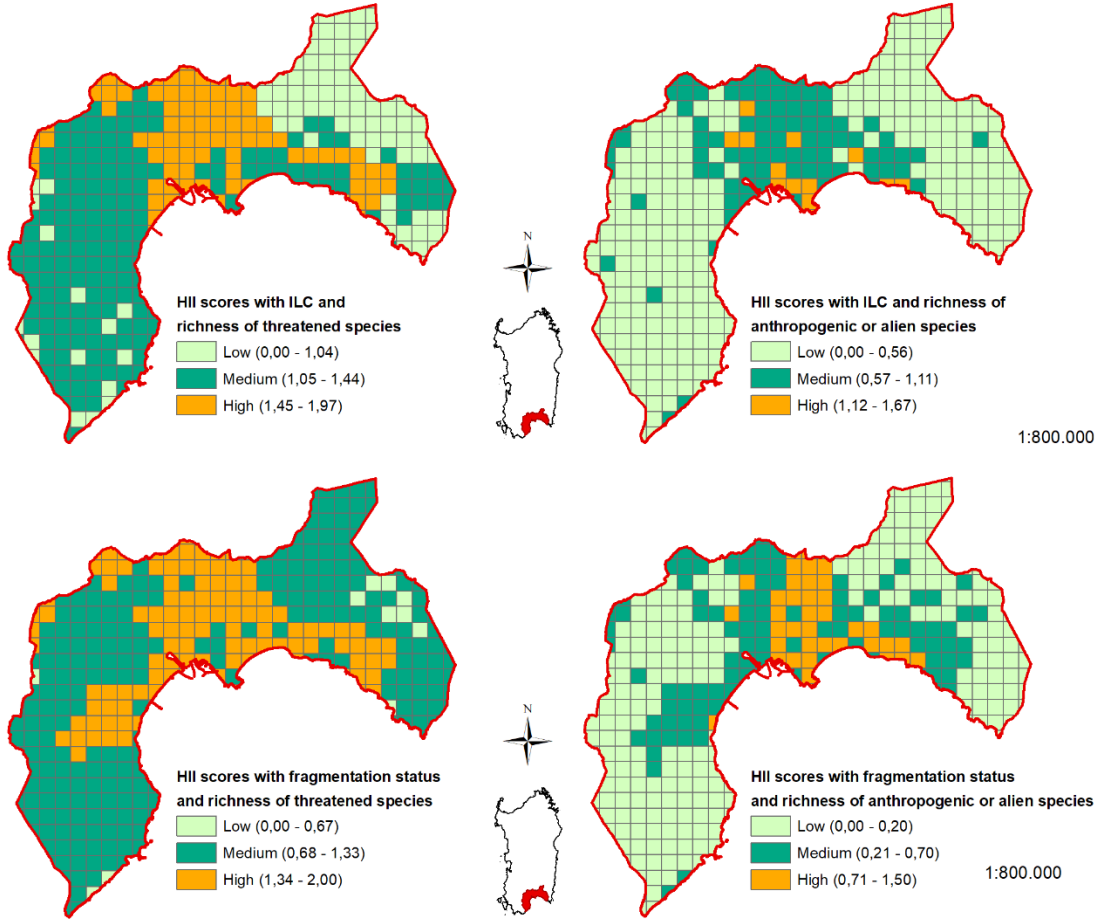 N
HII scores with ILC and
richness of threatened species
Low (0,00 - 1,04)
Medium (1,05 - 1,44)
High (1,45 - 1,97)
HII scores with ILC and richness of
anthropogenic or alien species
Low (0,00 - 0,56)
Medium (0,57 - 1,11)
High (1,12 - 1,67)
1:800.000
N
HII scores with fragmentation status
and richness of threatened species
Low (0,00 - 0,67)
Medium (0,68 - 1,33)
High (1,34 - 2,00)
HII scores with fragmentation status
and richness of anthropogenic or alien species
Low (0,00 - 0,20)
Medium (0,21 - 0,70)
High (0,71 - 1,50)
1:800.000